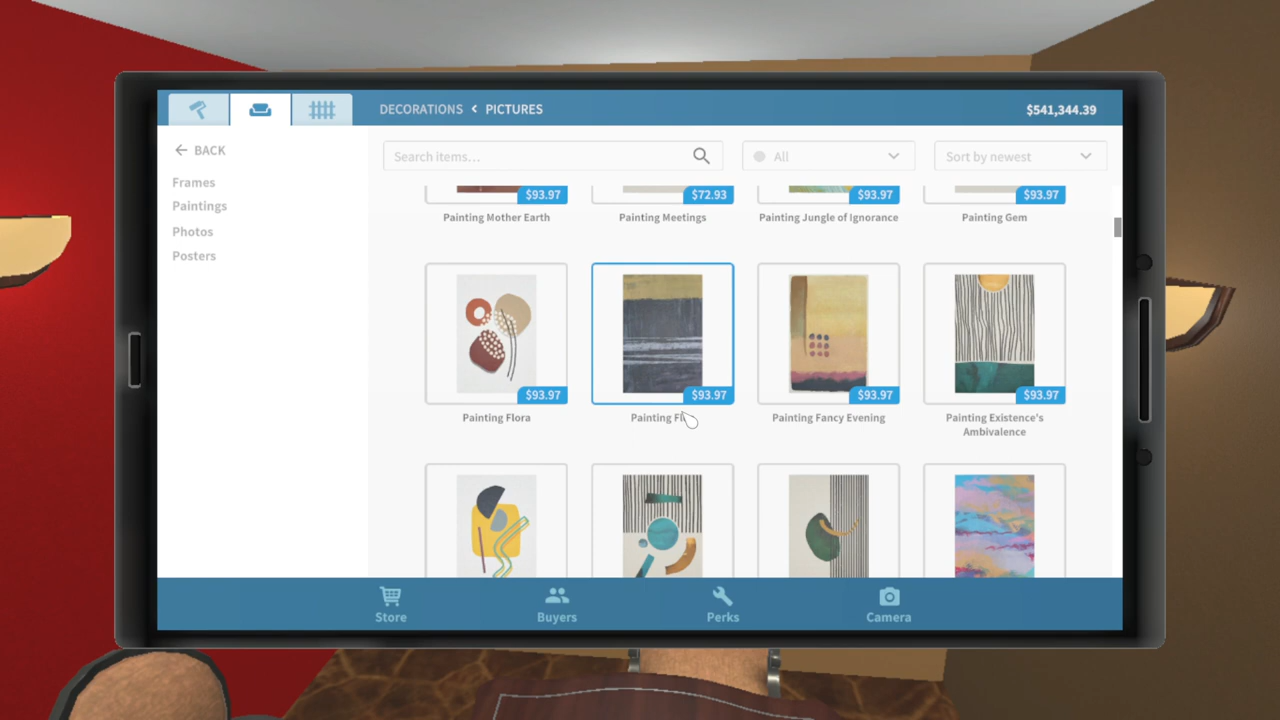 DECORATIONS < PICTURES
$541,344.39
BACK
Search items...
All
Sort by newest
Frames
Paintings
Photos
Posters
$93.97
$72.93
$93.97
$93.97
Painting Mother Earth
Painting Meetings
Painting Jungle of Ignorance
Painting Gem
$93.97
$93.97
$93.97
$93.97
Painting Flora
Painting
Painting Fancy Evening
Painting Existence's
Ambivalence
Store
Buyers
Perks
Camera